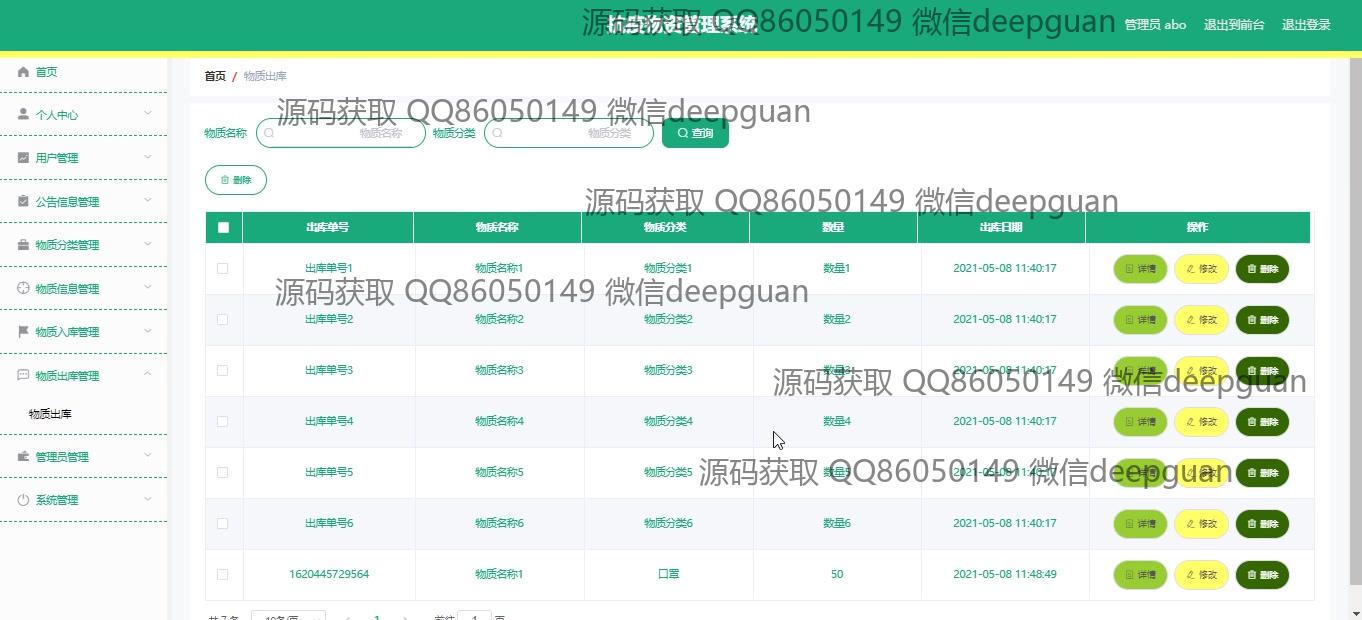 抗疫物资管理系统
源码获取 QQ86050149 微信deepguan
管理员 abo 退出到前台 退出登录
首页
个人中心
用户管理
公告信息管理
物质分类管理
物质信息管理
物质入库管理
物质出库管理
物质出库
管理员管理
系统管理
首页 / 物质出库
源码获取 QQ86050149 微信deepguan
物质名称 物质名称 物质分类 物质分类 查询
删除
源码获取 QQ86050149 微信deepguan
出库单号 物质名称 物质分类 数量 出库日期 操作
出库单号1 物质名称1 物质分类1 数量1 2021-05-08 11:40:17 详情 修改 删除
源码获取 QQ86050149 微信deepguan
出库单号2 物质名称2 物质分类2 2021-05-08 11:40:17 详情 修改 删除
出库单号3 物质名称3 物质分类3 数量3 2021-05-08 11:40:17 详情 修改 删除
源码获取 QQ86050149 微信deepguan
出库单号4 物质名称4 物质分类4 数量4 2021-05-08 11:40:17 详情 修改 删除
出库单号5 物质名称5 物质分类5 数量5 2021-05-08 11:40:17 详情 修改 删除
源码获取 QQ86050149 微信deepguan
出库单号6 物质名称6 物质分类6 数量6 2021-05-08 11:40:17 详情 修改 删除
1620445729564 物质名称1 口罩 50 2021-05-08 11:48:49 详情 修改 删除
共 7 条 10条/页 1 前往 1 页